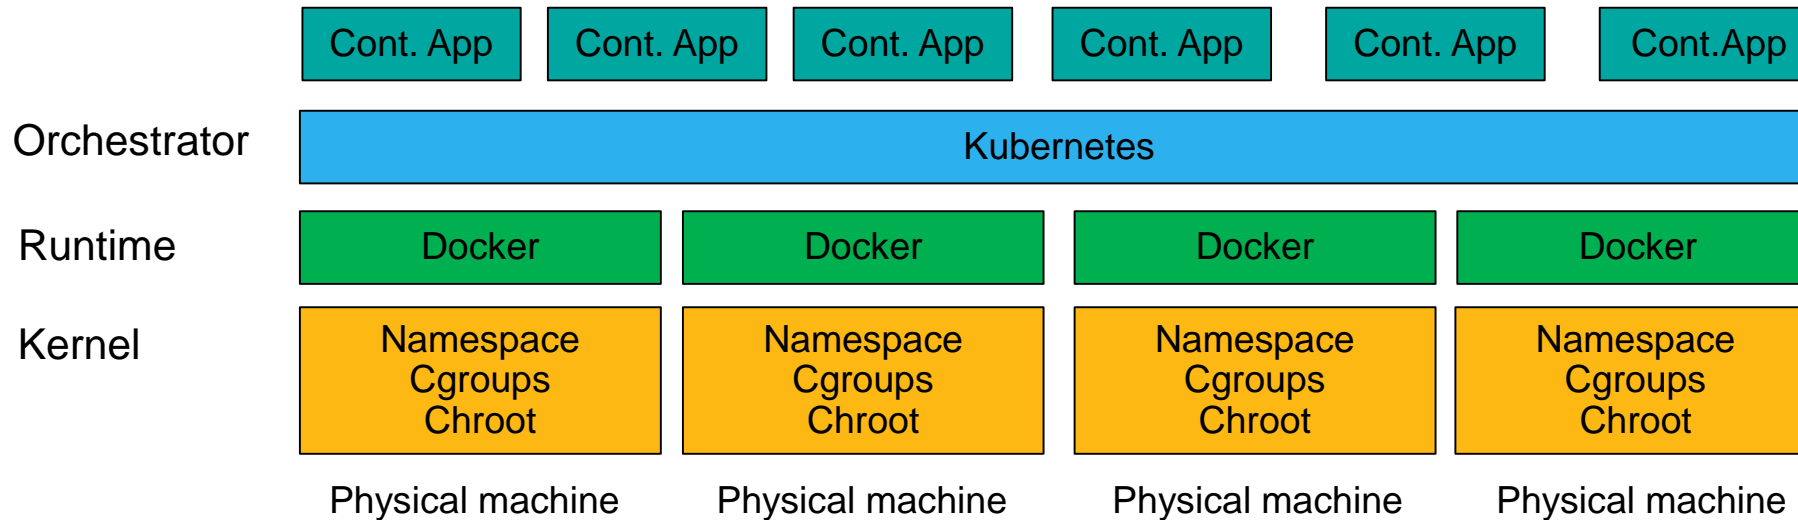 Cont. App
Cont. App
Cont. App
Cont. App
Cont. App
Cont.App
Orchestrator
Kubernetes
Runtime
Docker
Docker
Docker
Docker
Kernel
Namespace
Cgroups
Chroot
Namespace
Cgroups
Chroot
Namespace
Cgroups
Chroot
Namespace
Cgroups
Chroot
Physical machine
Physical machine
Physical machine
Physical machine